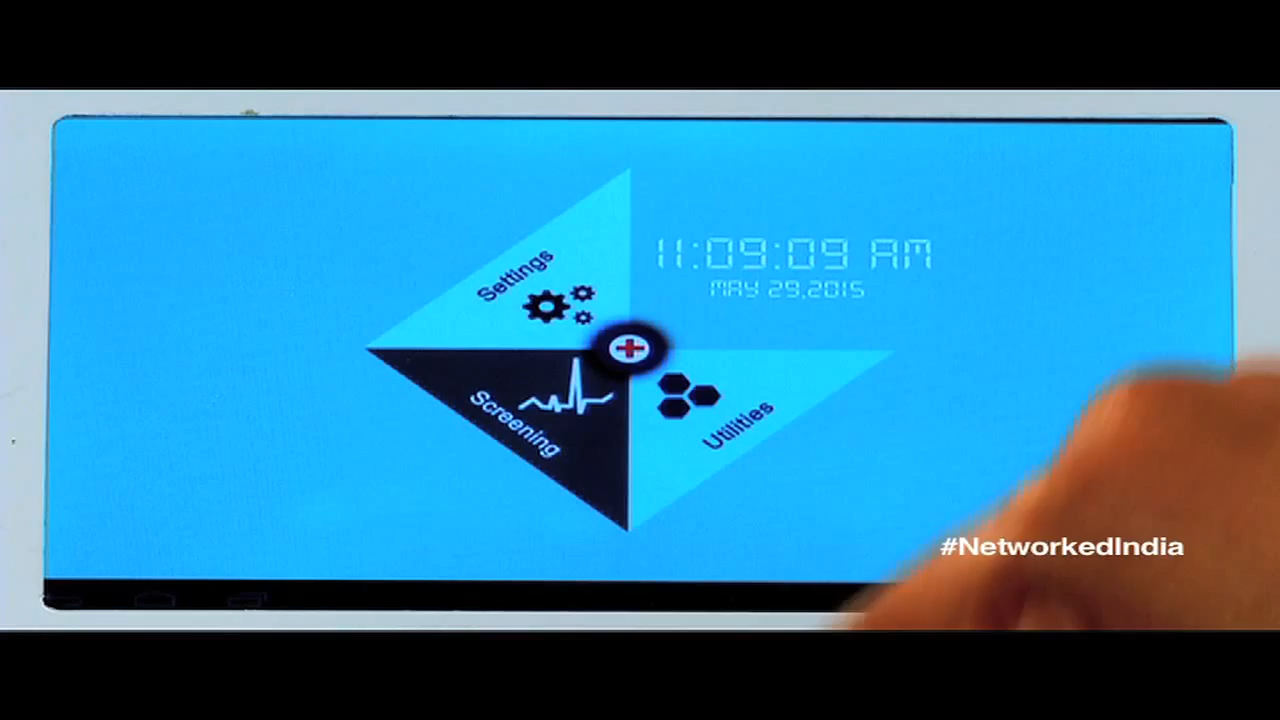 Settings
11:09:09 AM
MAY 29,2015
Screening
Utilities
#NetworkedIndia